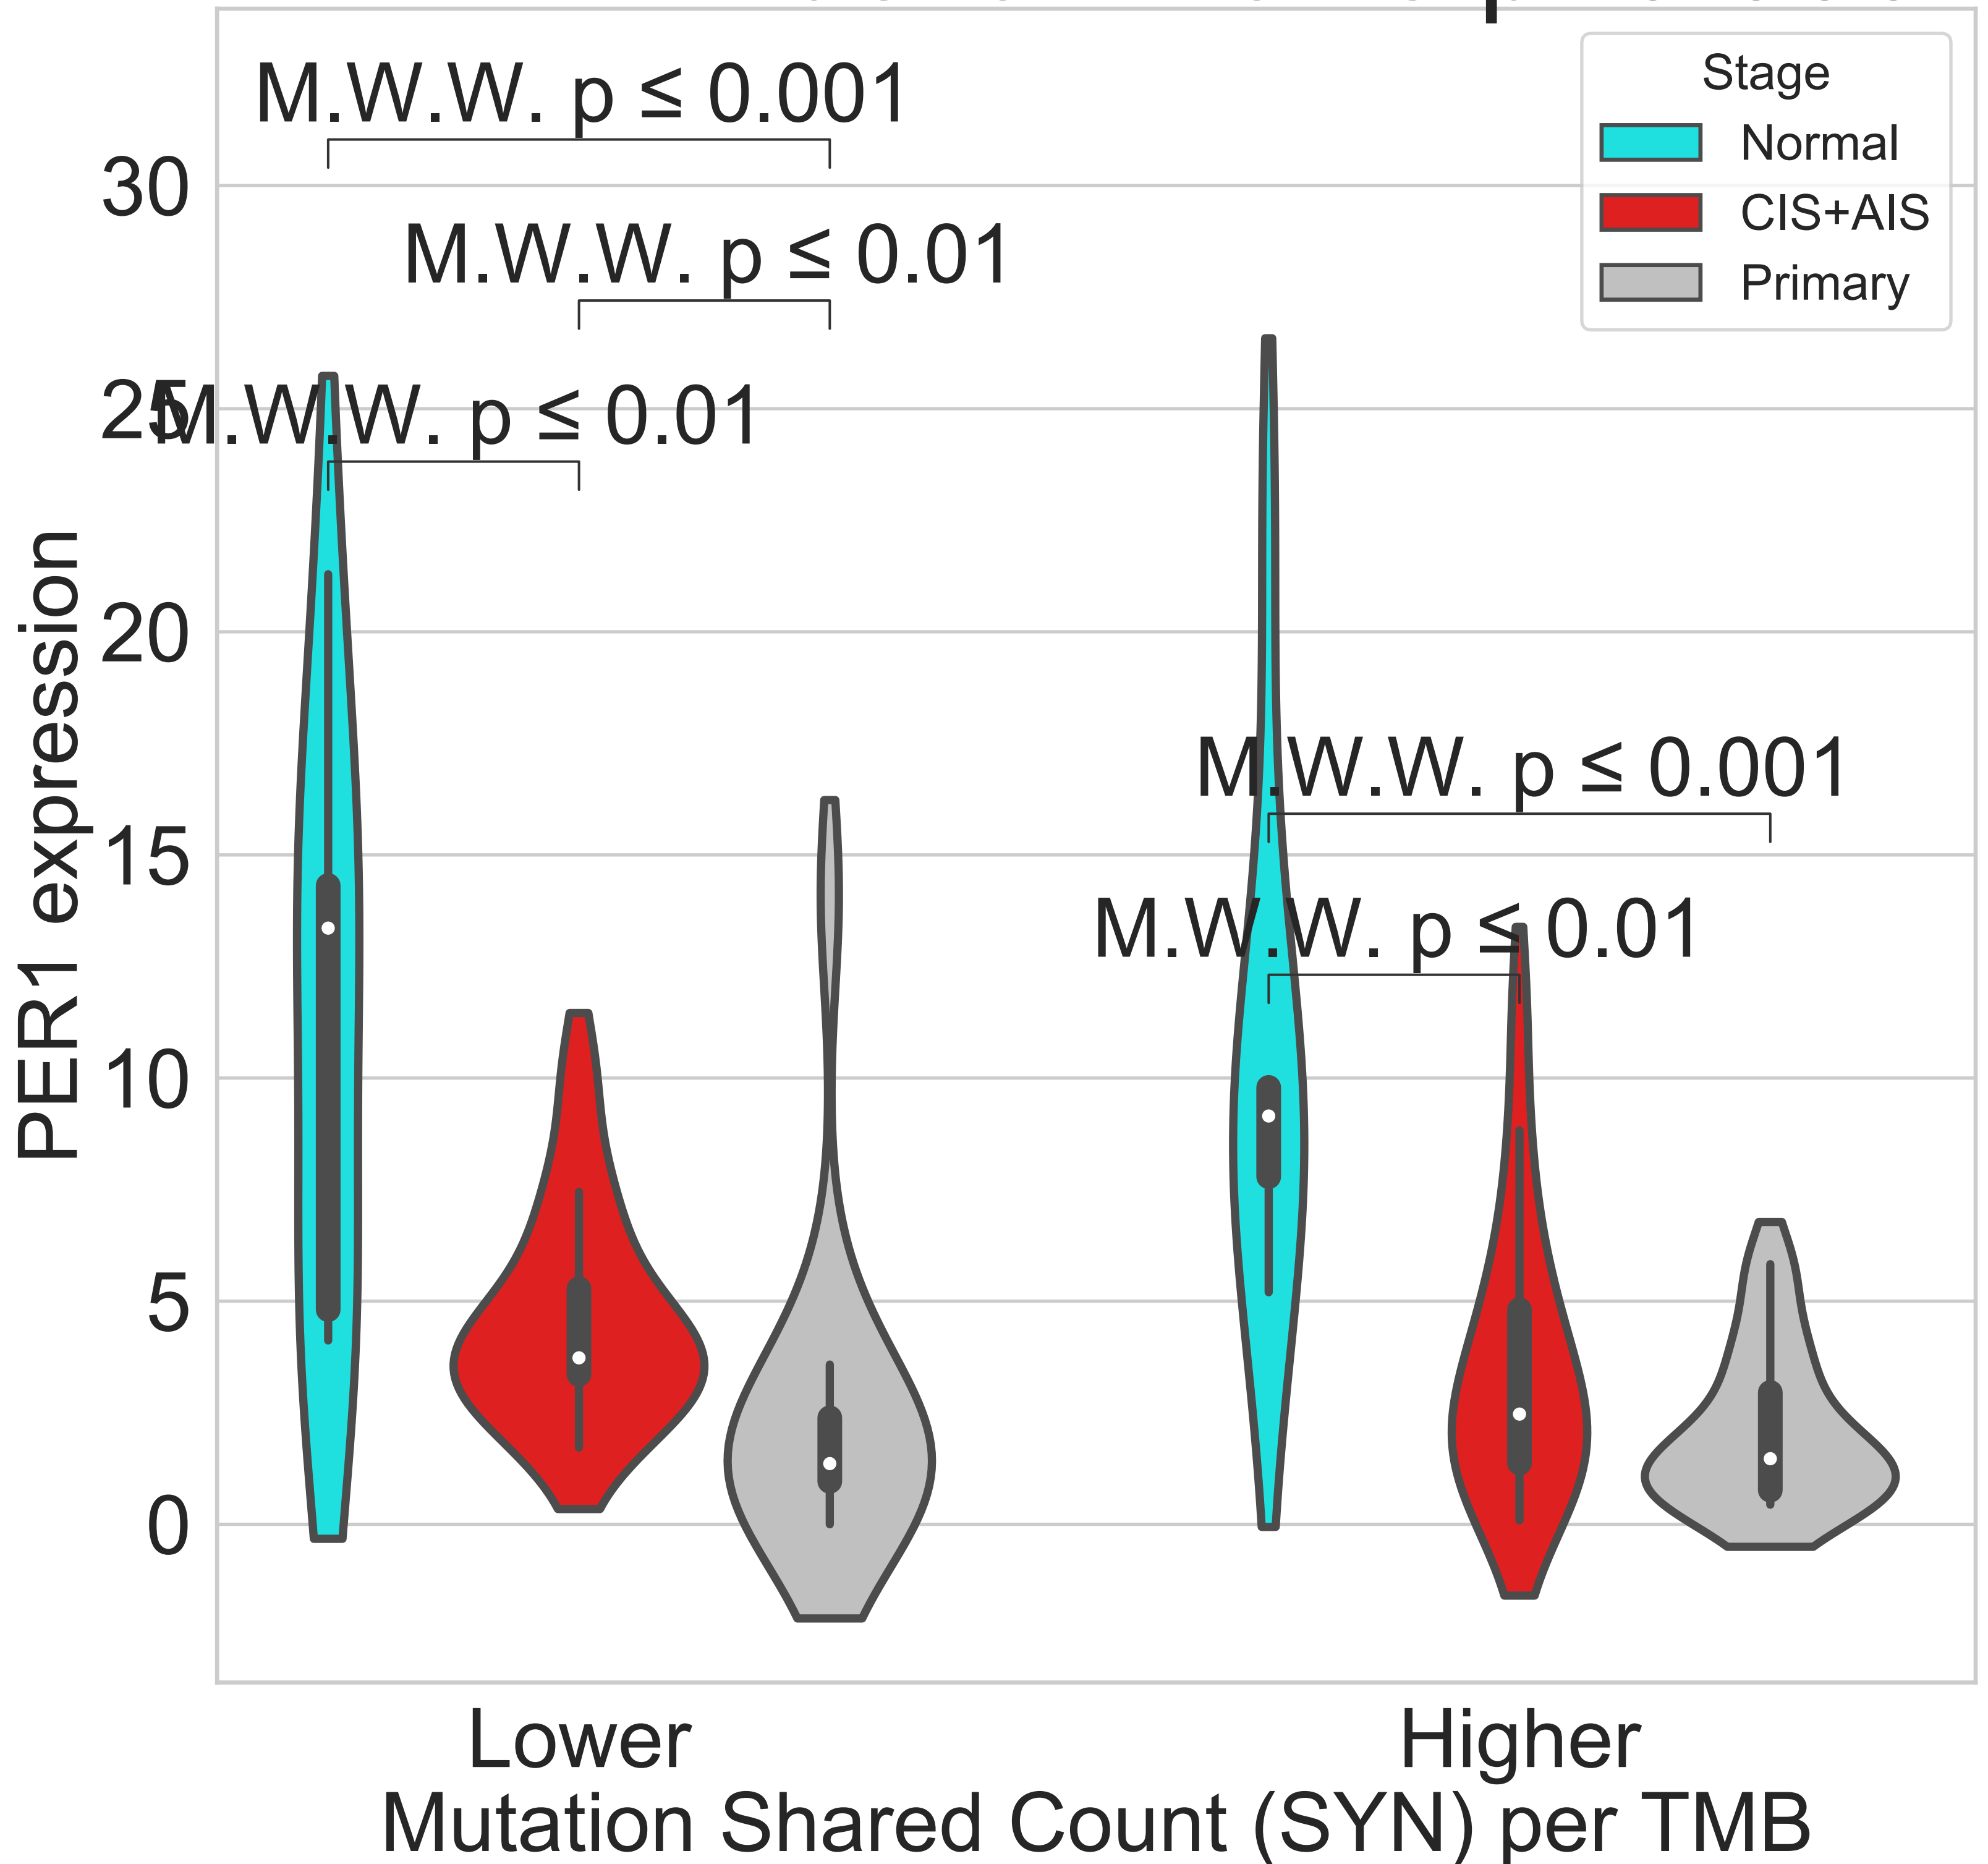 Stage
Normal
CIS+AIS
Primary
M.W.W. p ≤ 0.001
M.W.W. p ≤ 0.01
M.W.W. p ≤ 0.01
M.W.W. p ≤ 0.001
M.W.W. p ≤ 0.01
30
25
20
15
10
5
0
PER1 expression
Lower
Higher
Mutation Shared Count (SYN) per TMB